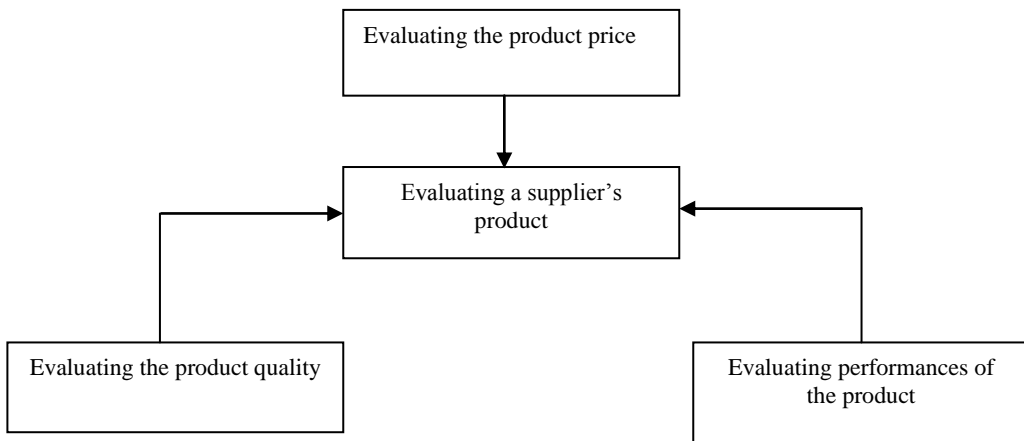 Evaluating the product price
Evaluating a supplier’s
product
Evaluating the product quality
Evaluating performances of
the product